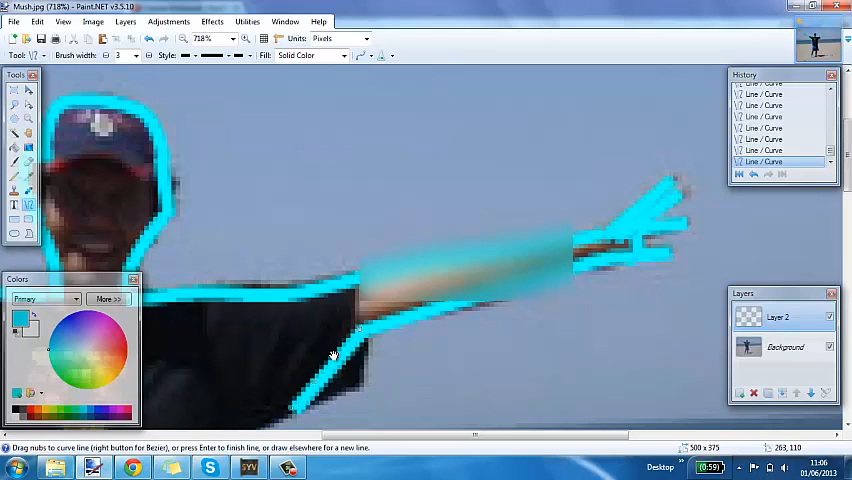 Mush.jpg (718%) - Paint.NET v3.5.10
File Edit View Image Layers Adjustments Effects Utilities Window Help
718% Units: Pixels
Tool: Brush width: 3 Style: Fill: Solid Color
Tools
History
Line / Curve
Line / Curve
Line / Curve
Line / Curve
Line / Curve
Line / Curve
Line / Curve
Colors
Primary More >>
Layers
Layer 2
Background
Drag nubs to curve line (right button for Bezier), or press Enter to finish line, or draw elsewhere for a new line. 500 x 375 263, 110
SYV Desktop (0:59) 11:06
01/06/2013